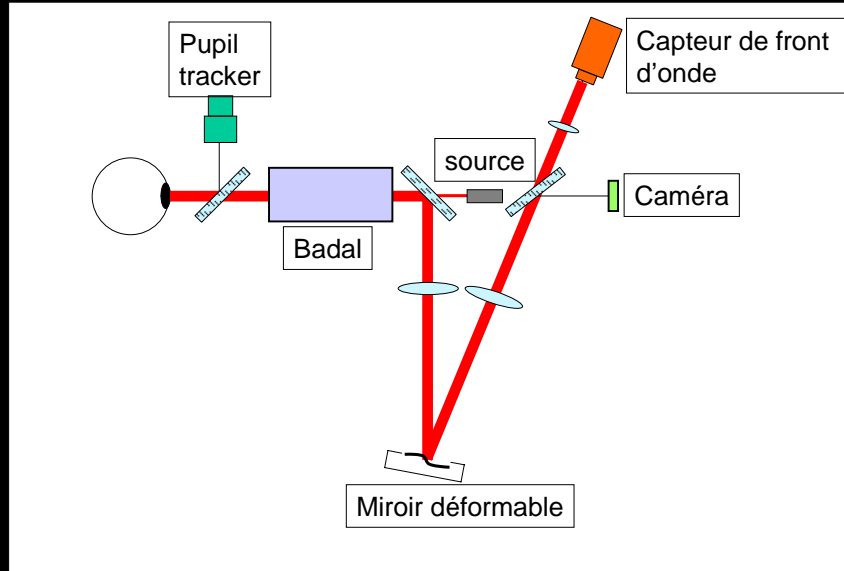 Pupil
tracker
Capteur de front
d'onde
source
Caméra
Badal
Miroir déformable